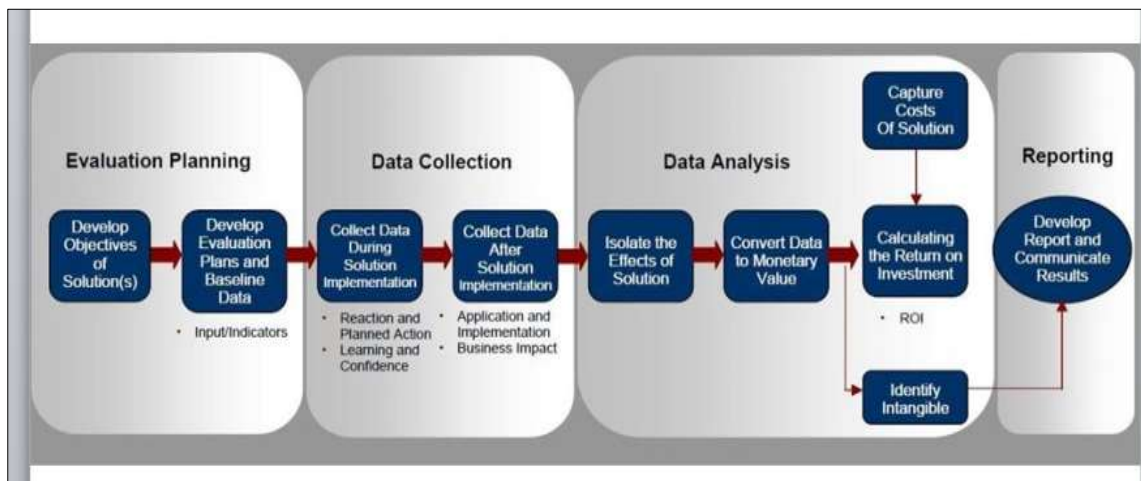 Evaluation Planning
Develop
Objectives
of
Solution(s)
Develop
Evaluation
Plans and
Baseline
Data
• Input/Indicators
Data Collection
Collect Data
During
Solution
Implementation
• Reaction and
Planned Action
• Learning and
Confidence
Collect Data
After
Solution
Implementation
• Application and
Implementation
• Business Impact
Data Analysis
Isolate the
Effects of
Solution
Convert Data
to Monetary
Value
Capture
Costs
Of Solution
Calculating
the Return on
Investment
• ROI
Identify
Intangible
Reporting
Develop
Report and
Communicate
Results